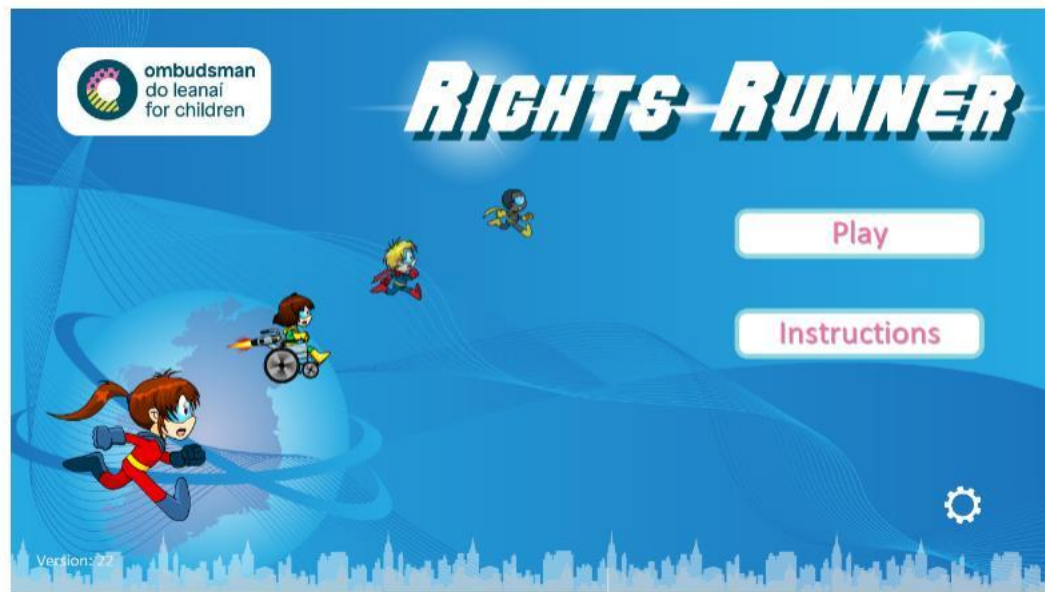 ombudsman
do leanaí
for children
RIGHTS RUNNER
Play
Instructions
Version: 22